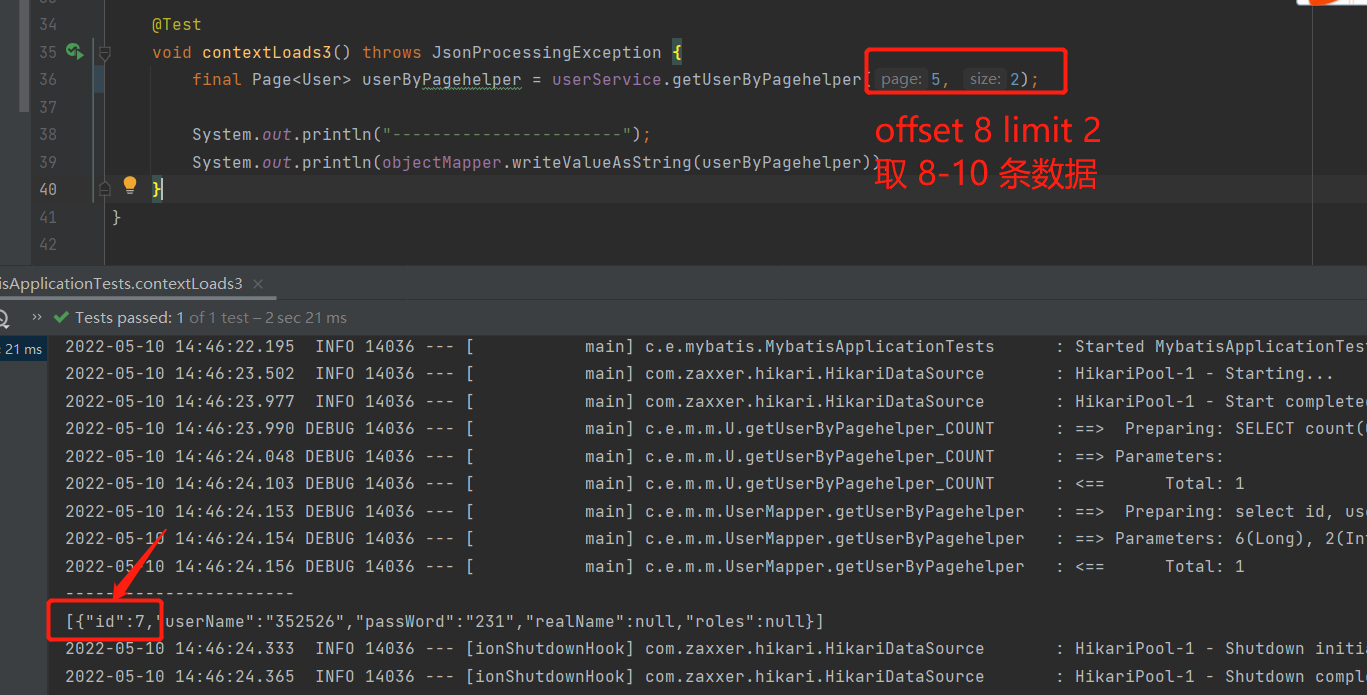 34 @Test
35 void contextLoads3() throws JsonProcessingException {
36 final Page<User> userByPagehelper = userService.getUserByPagehelper( page: 5, size: 2);
37
38 System.out.println("-----------------------");
39 System.out.println(objectMapper.writeValueAsString(userByPagehelper))
offset 8 limit 2
取 8-10 条数据
40 }
41 }
42
isApplicationTests.contextLoads3 ×
» Tests passed: 1 of 1 test – 2 sec 21 ms
21 ms
2022-05-10 14:46:22.195 INFO 14036 --- [ main] c.e.mybatis.MybatisApplicationTests : Started MybatisApplicationTes
2022-05-10 14:46:23.502 INFO 14036 --- [ main] com.zaxxer.hikari.HikariDataSource : HikariPool-1 - Starting...
2022-05-10 14:46:23.977 INFO 14036 --- [ main] com.zaxxer.hikari.HikariDataSource : HikariPool-1 - Start complete
2022-05-10 14:46:23.990 DEBUG 14036 --- [ main] c.e.m.m.U.getUserByPagehelper_COUNT : ==> Preparing: SELECT count(
2022-05-10 14:46:24.048 DEBUG 14036 --- [ main] c.e.m.m.U.getUserByPagehelper_COUNT : ==> Parameters:
2022-05-10 14:46:24.103 DEBUG 14036 --- [ main] c.e.m.m.U.getUserByPagehelper_COUNT : <== Total: 1
2022-05-10 14:46:24.153 DEBUG 14036 --- [ main] c.e.m.m.UserMapper.getUserByPagehelper : ==> Preparing: select id, us
2022-05-10 14:46:24.154 DEBUG 14036 --- [ main] c.e.m.m.UserMapper.getUserByPagehelper : ==> Parameters: 6(Long), 2(In
2022-05-10 14:46:24.156 DEBUG 14036 --- [ main] c.e.m.m.UserMapper.getUserByPagehelper : <== Total: 1
-----------------------
[{"id":7,"userName":"352526","passWord":"231","realName":null,"roles":null}]
2022-05-10 14:46:24.333 INFO 14036 --- [ionShutdownHook] com.zaxxer.hikari.HikariDataSource : HikariPool-1 - Shutdown initi
2022-05-10 14:46:24.365 INFO 14036 --- [ionShutdownHook] com.zaxxer.hikari.HikariDataSource : HikariPool-1 - Shutdown compl